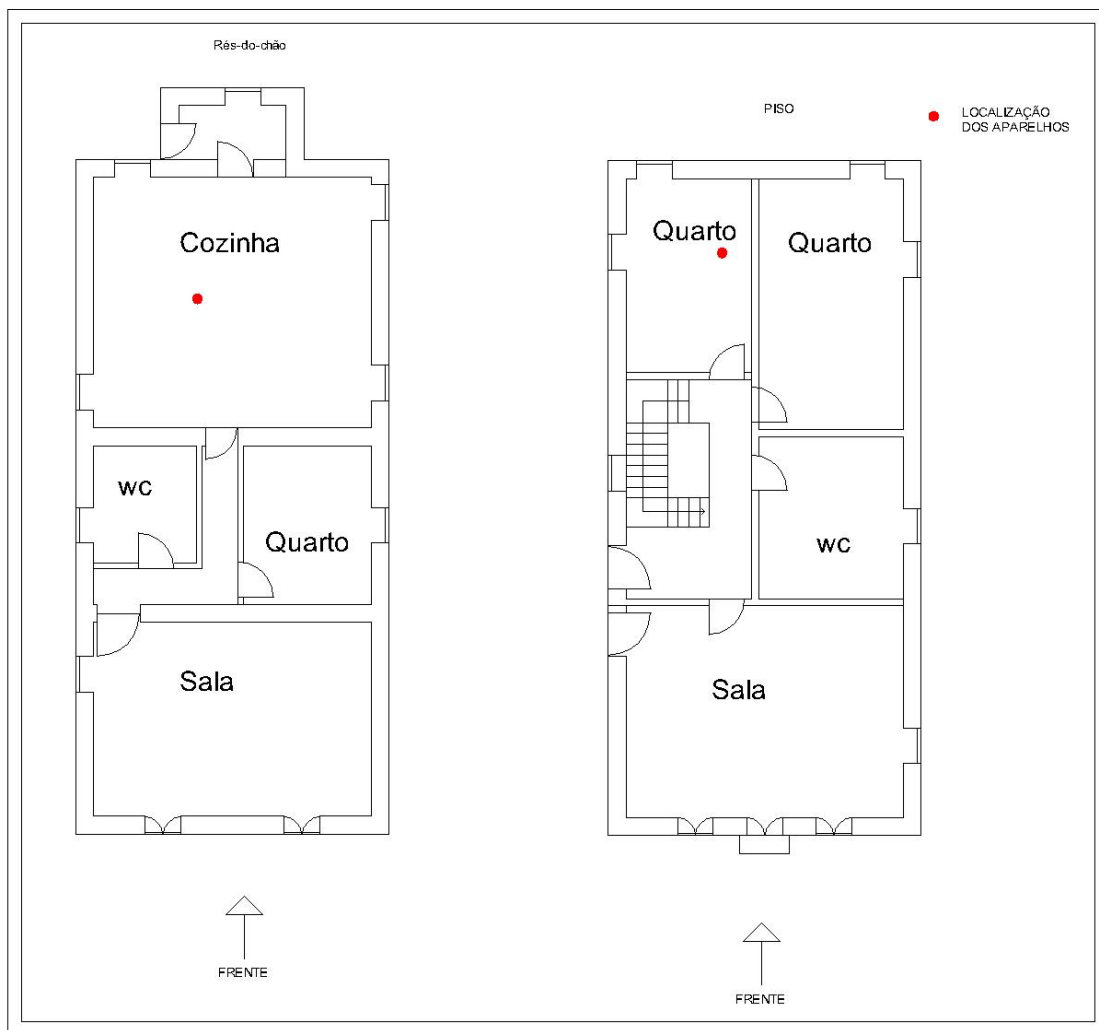 Rés-do-chão
Cozinha
WC
Quarto
Sala
FRENTE
PISO
LOCALIZAÇÃO
DOS APARELHOS
Quarto
Quarto
WC
Sala
FRENTE